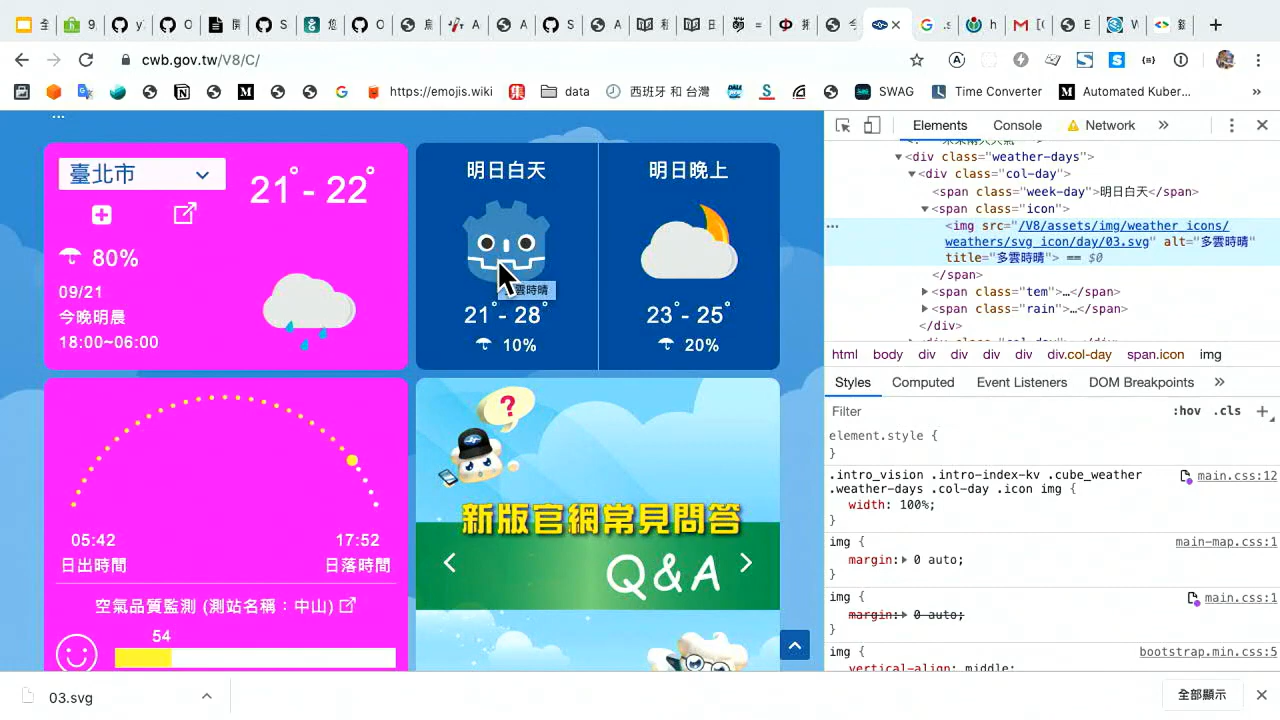 cwb.gov.tw/V8/C/
https://emojis.wiki
data
西班牙 和 台灣
SWAG
Time Converter
Automated Kuber...
»
...
臺北市
21°- 22°
80%
09/21
今晚明晨
18:00~06:00
明日白天
多雲時晴
21° - 28°
10%
明日晚上
23° - 25°
20%
05:42
日出時間
17:52
日落時間
空氣品質監測 (測站名稱：中山)
54
?
新版官網常見問答
Q&A
Elements
Console
Network
»
<div class="weather-days">
<div class="col-day">
<span class="week-day">明日白天</span>
<span class="icon">
<img src="/V8/assets/img/weather_icons/
weathers/svg_icon/day/03.svg" alt="多雲時晴"
title="多雲時晴"> == $0
</span>
<span class="tem">…</span>
<span class="rain">…</span>
</div>
html body div div div div div.col-day span.icon img
Styles
Computed
Event Listeners
DOM Breakpoints
»
Filter
:hov .cls
element.style {
}
.intro_vision .intro-index-kv .cube_weather
.weather-days .col-day .icon img {
main.css:12
width: 100%;
}
img {
main-map.css:1
margin: 0 auto;
}
img {
main.css:1
margin: 0 auto;
}
img {
bootstrap.min.css:5
vertical-align: middle;
03.svg
全部顯示